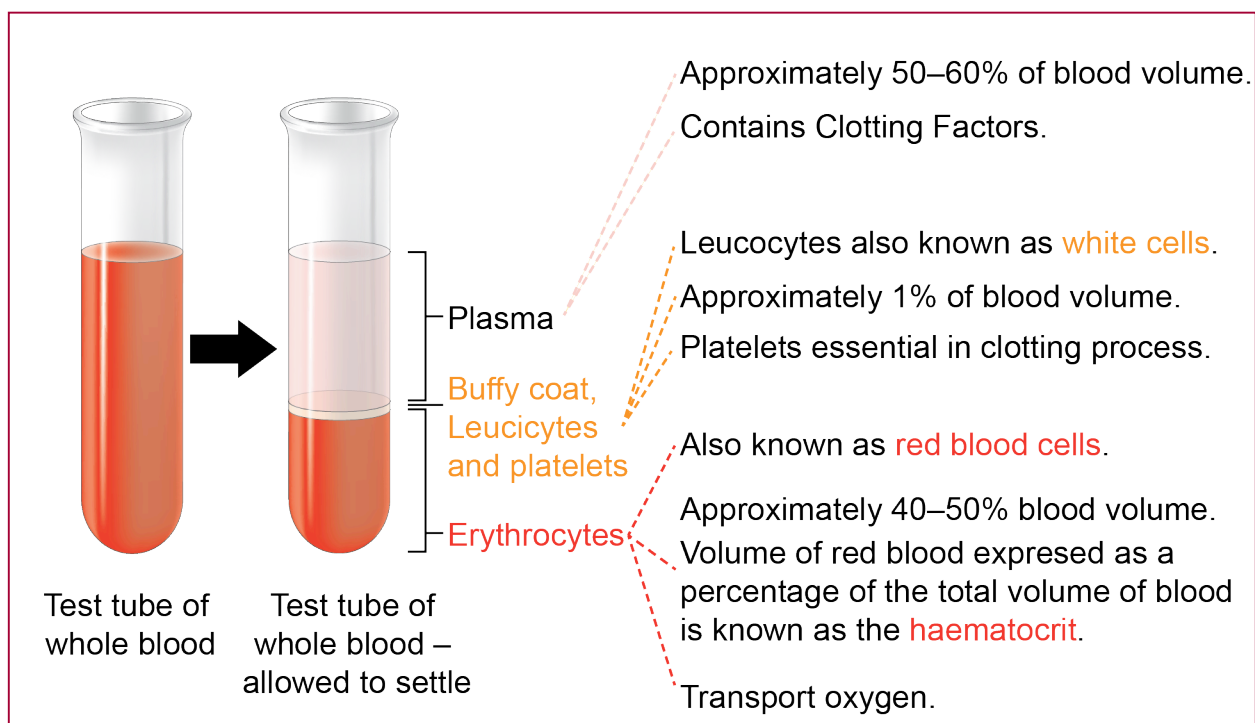 Approximately 50–60% of blood volume.
Contains Clotting Factors.
Leucocytes also known as white cells.
Approximately 1% of blood volume.
Platelets essential in clotting process.
Plasma
Buffy coat,
Leucicytes
and platelets
Erythrocytes
Also known as red blood cells.
Approximately 40–50% blood volume.
Volume of red blood expresed as a
percentage of the total volume of blood
is known as the haematocrit.
Transport oxygen.
Test tube of
whole blood
Test tube of
whole blood –
allowed to settle